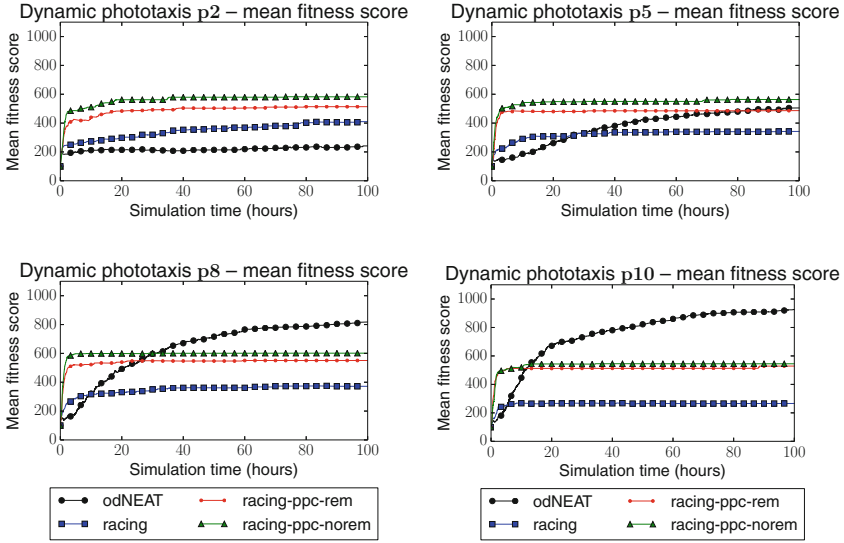 Dynamic phototaxis p2 – mean fitness score
Mean fitness score
1000
800
600
400
200
0
0 20 40 60 80 100
Simulation time (hours)
Dynamic phototaxis p5 – mean fitness score
Mean fitness score
1000
800
600
400
200
0
0 20 40 60 80 100
Simulation time (hours)
Dynamic phototaxis p8 – mean fitness score
Mean fitness score
1000
800
600
400
200
0
0 20 40 60 80 100
Simulation time (hours)
Dynamic phototaxis p10 – mean fitness score
Mean fitness score
1000
800
600
400
200
0
0 20 40 60 80 100
Simulation time (hours)
odNEAT racing-ppc-rem
racing racing-ppc-norem
odNEAT racing-ppc-rem
racing racing-ppc-norem